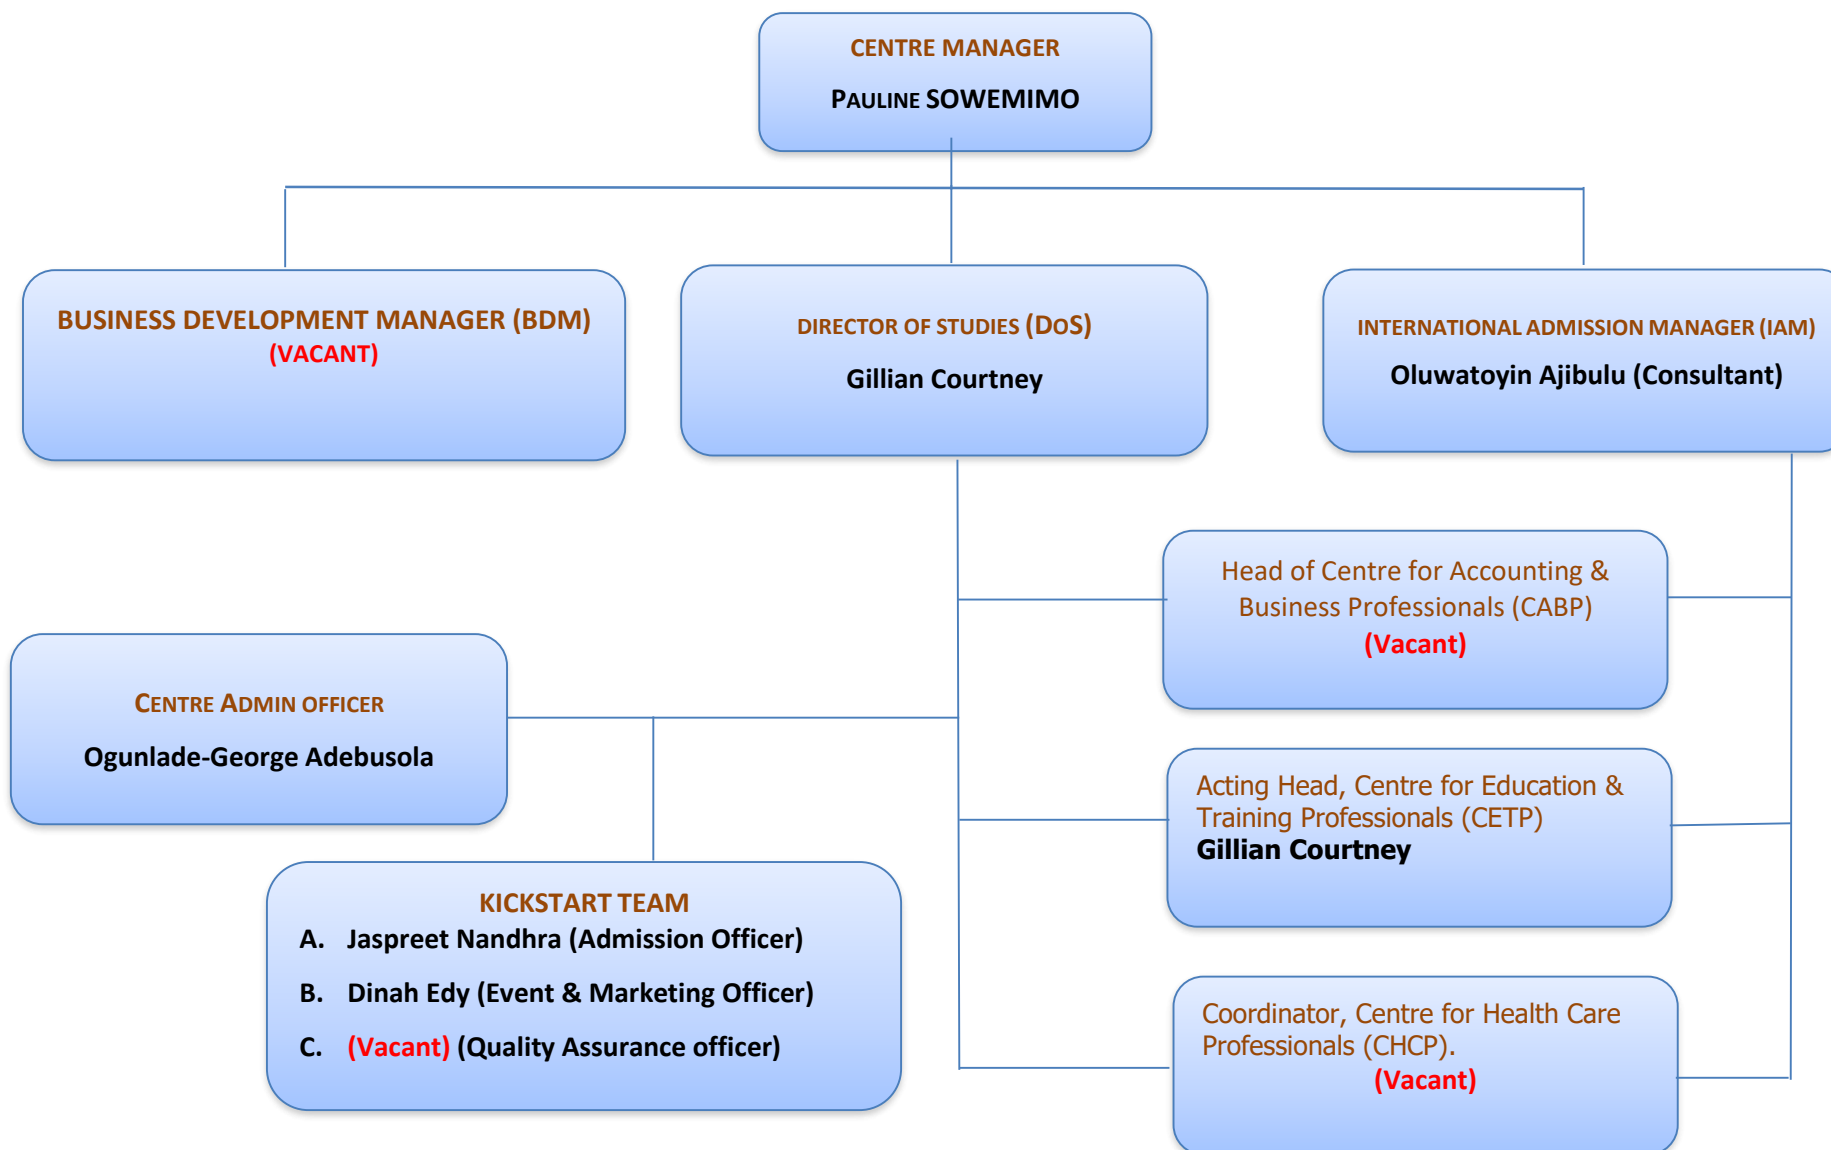 CENTRE MANAGER
PAULINE SOWEMIMO
BUSINESS DEVELOPMENT MANAGER (BDM)
(VACANT)
DIRECTOR OF STUDIES (DOS)
Gillian Courtney
INTERNATIONAL ADMISSION MANAGER (IAM)
Oluwatoyin Ajibulu (Consultant)
Head of Centre for Accounting &
Business Professionals (CABP)
(Vacant)
CENTRE ADMIN OFFICER
Ogunlade-George Adebusola
Acting Head, Centre for Education &
Training Professionals (CETP)
Gillian Courtney
KICKSTART TEAM
A. Jaspreet Nandhra (Admission Officer)
B. Dinah Edy (Event & Marketing Officer)
C. (Vacant) (Quality Assurance officer)
Coordinator, Centre for Health Care
Professionals (CHCP).
(Vacant)